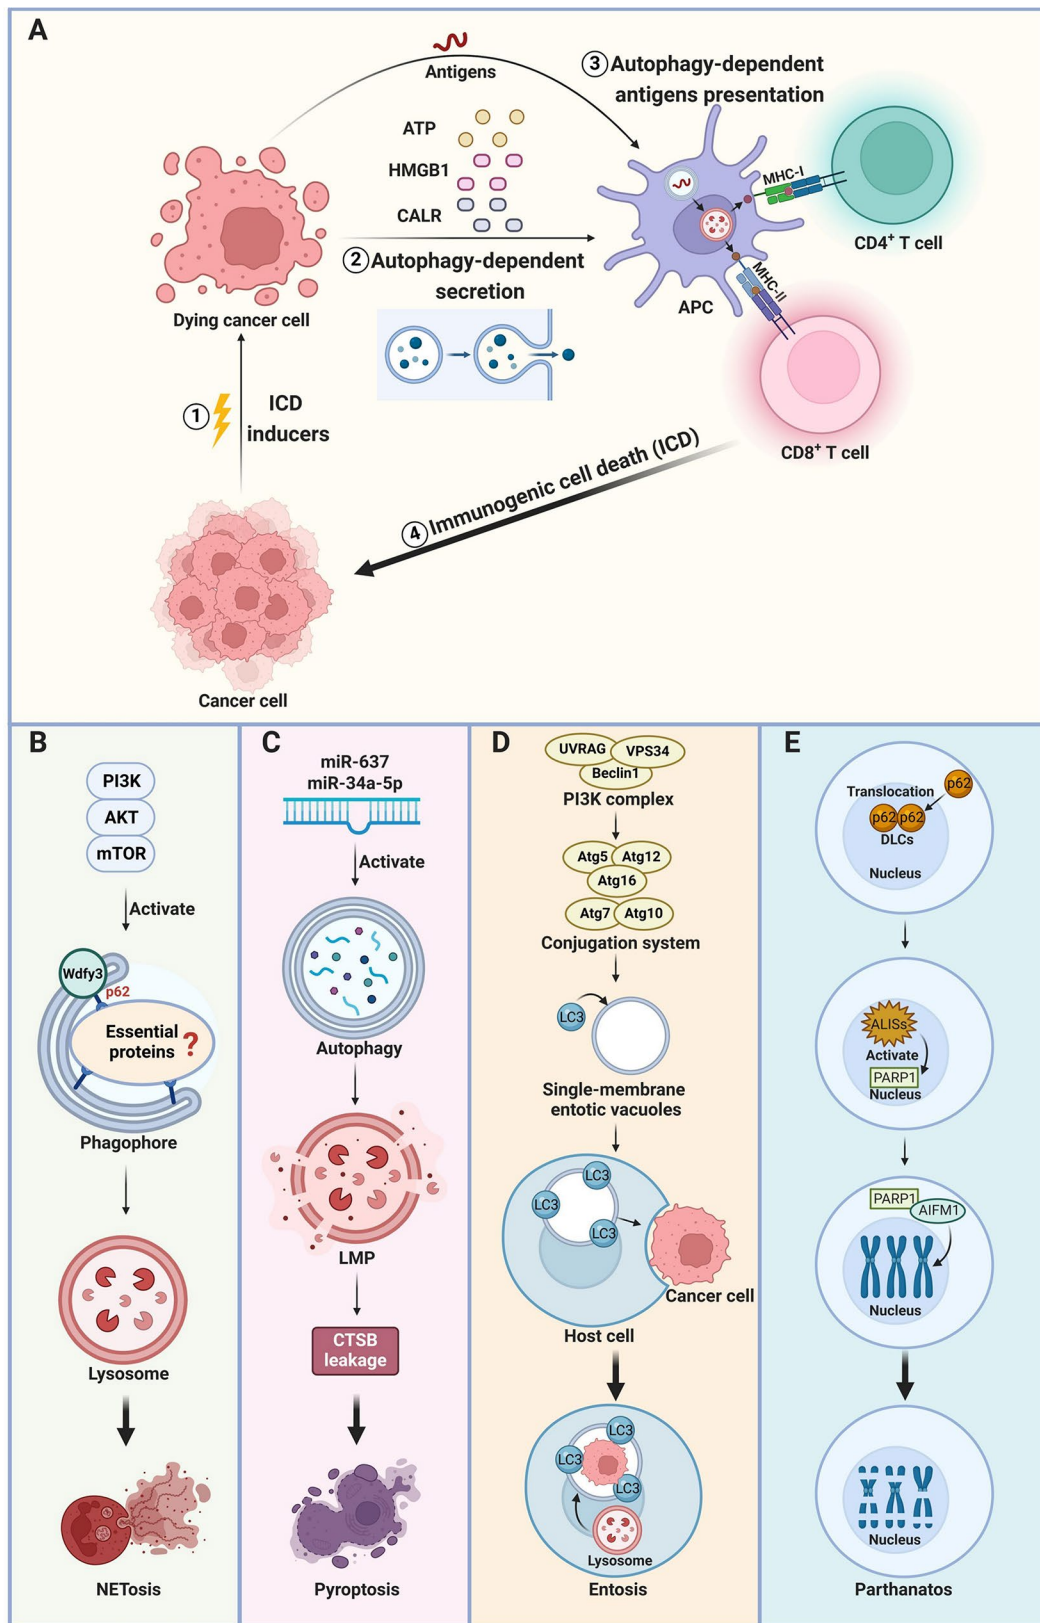 A
Antigens
③ Autophagy-dependent
antigens presentation
ATP
HMGB1
CALR
MHC-I
CD4⁺ T cell
② Autophagy-dependent
secretion
MHC-II
APC
Dying cancer cell
① ICD
inducers
CD8⁺ T cell
④ Immunogenic cell death (ICD)
Cancer cell
B
PI3K
AKT
mTOR
Activate
Wdfy3
p62
Essential
proteins ?
Phagophore
Lysosome
NETosis
C
miR-637
miR-34a-5p
Activate
Autophagy
LMP
CTSB
leakage
Pyroptosis
D
UVRAG VPS34
Beclin1
PI3K complex
Atg5 Atg12
Atg16
Atg7 Atg10
Conjugation system
LC3
Single-membrane
entotic vacuoles
LC3
LC3
LC3
Cancer cell
Host cell
LC3
LC3
LC3
Lysosome
Entosis
E
p62
Translocation
p62 p62
DLCs
Nucleus
ALISs
Activate
PARP1
Nucleus
PARP1
AIFM1
Nucleus
Nucleus
Parthanatos